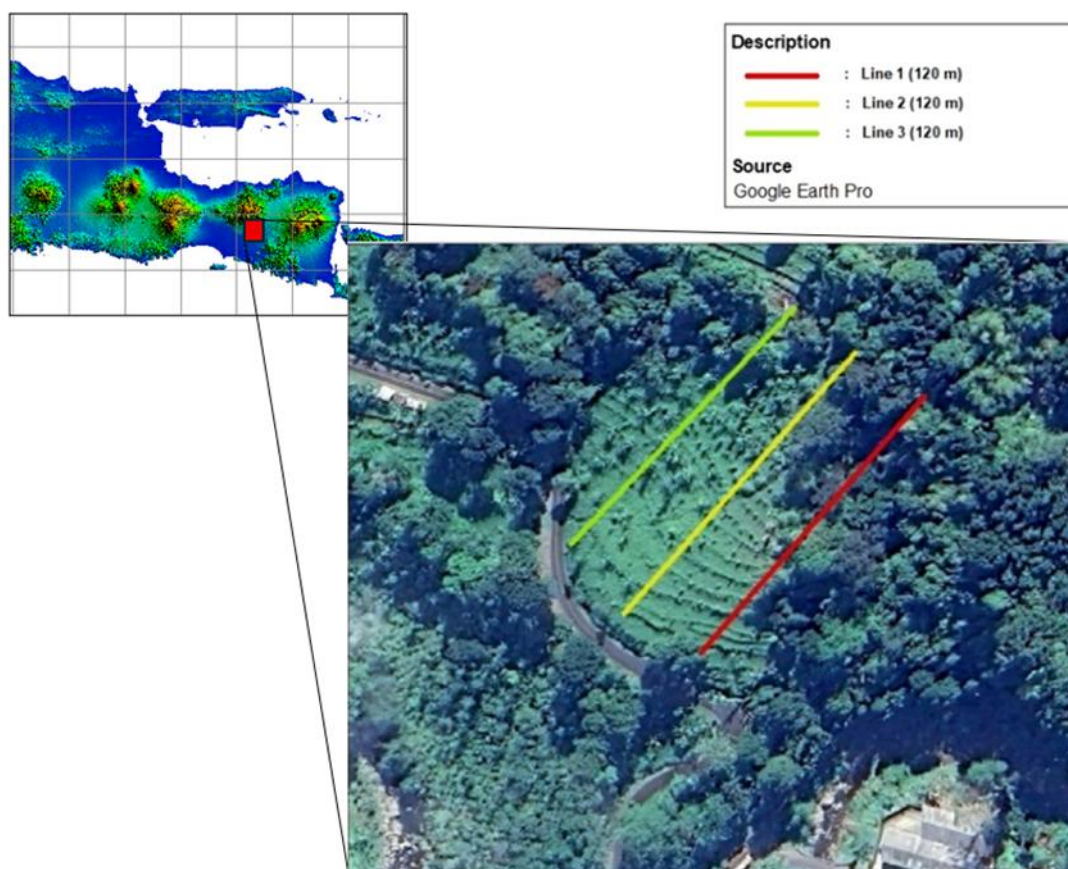 Description
: Line 1 (120 m)
: Line 2 (120 m)
: Line 3 (120 m)
Source
Google Earth Pro